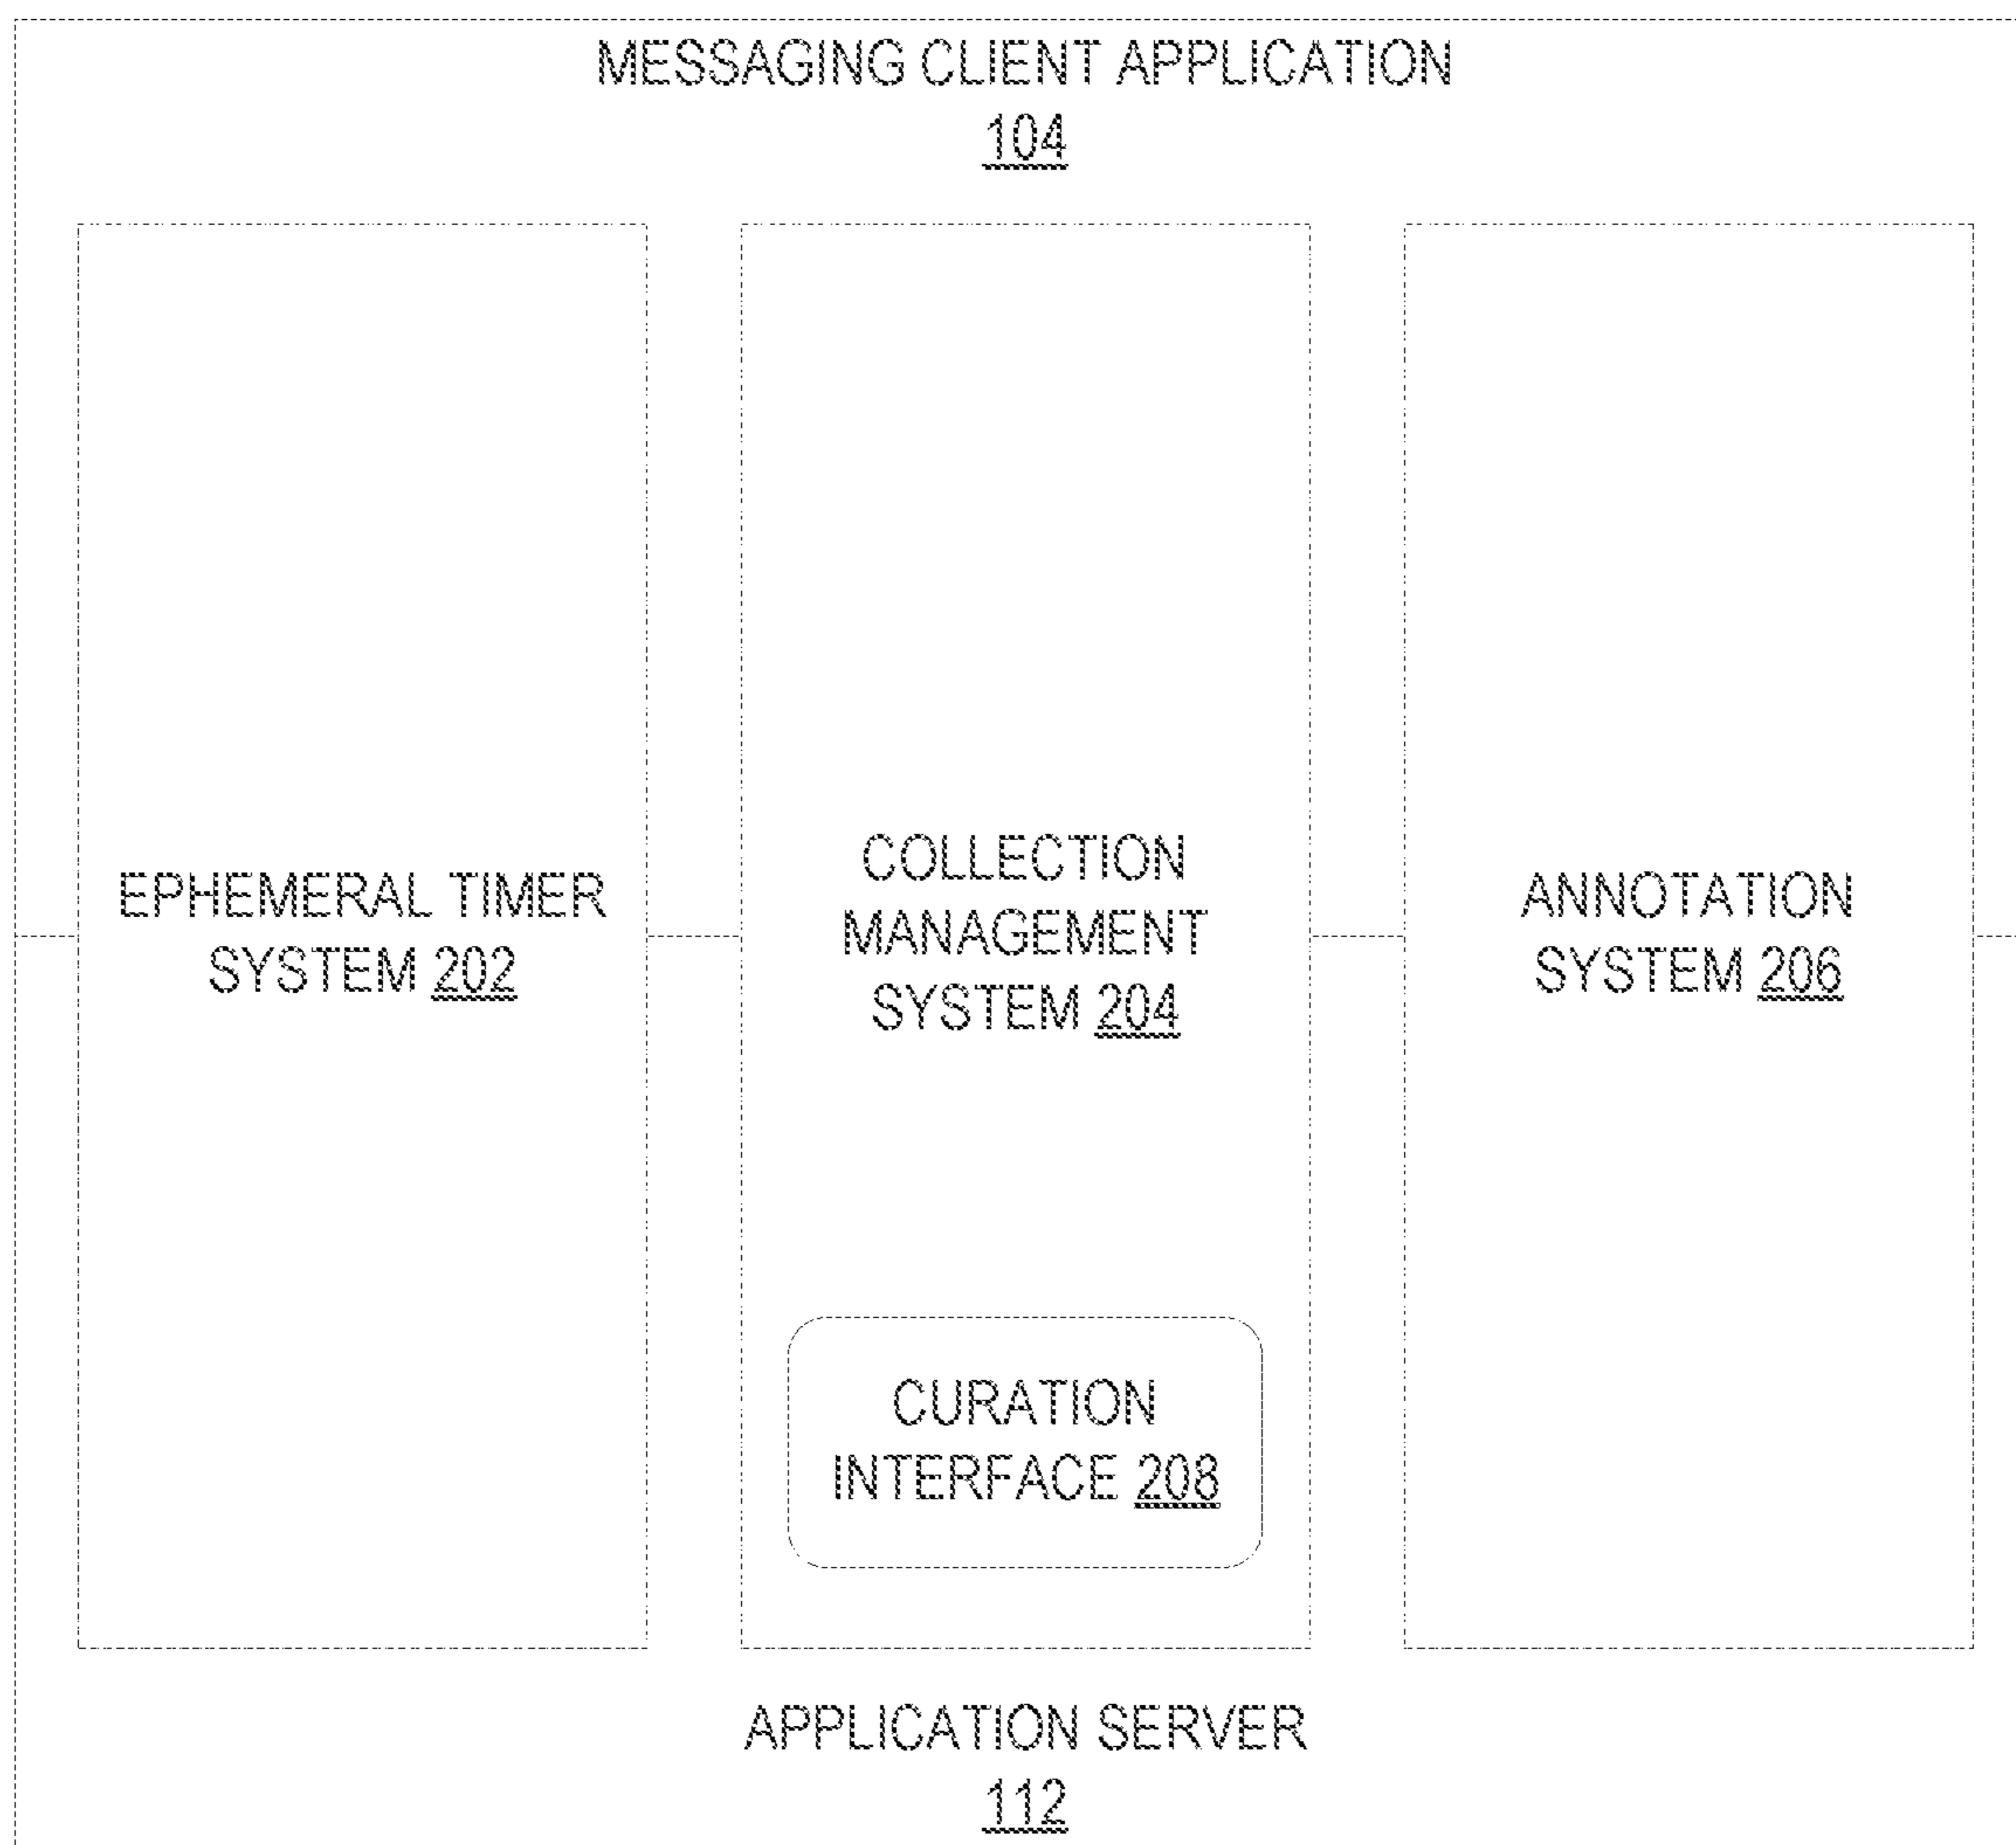 MESSAGING CLIENT APPLICATION
104
EPHEMERAL TIMER
SYSTEM 202
COLLECTION
MANAGEMENT
SYSTEM 204
CURATION
INTERFACE 208
ANNOTATION
SYSTEM 206
APPLICATION SERVER
112